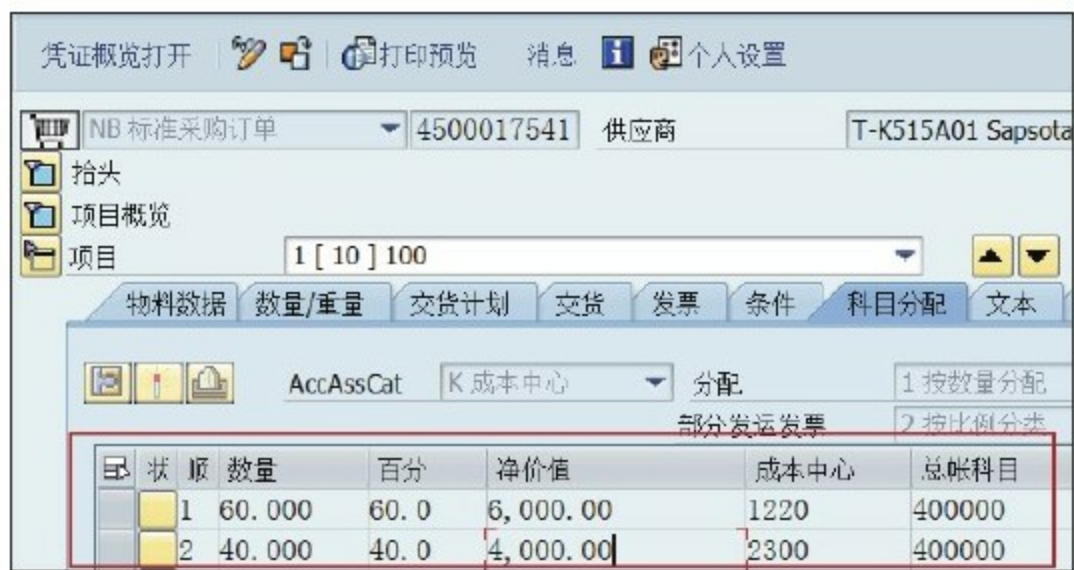 凭证概览打开 打印预览 消息 个人设置
NB 标准采购订单 4500017541 供应商 T-K515A01 Sapsota
抬头
项目概览
项目 1 [ 10 ] 100
物料数据 数量/重量 交货计划 交货 发票 条件 科目分配 文本
AccAssCat K 成本中心 分配 1 按数量分配
部分发运发票 2 按比例分类
状 顺 数量 百分 净价值 成本中心 总帐科目
1 60.000 60.0 6,000.00 1220 400000
2 40.000 40.0 4,000.00 2300 400000